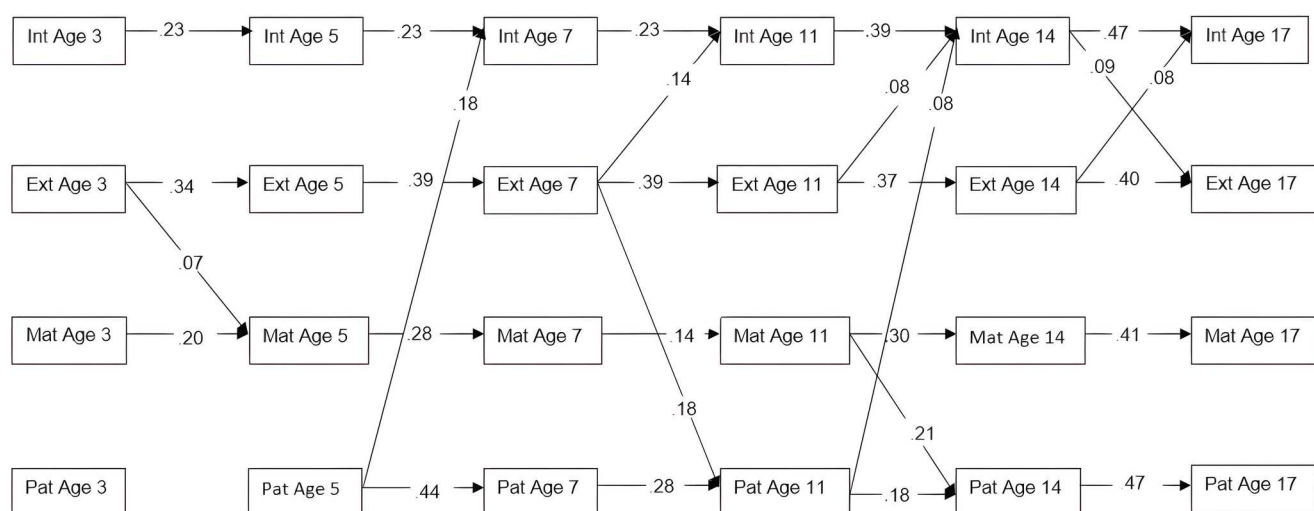 Int Age 3 .23 Int Age 5 .23 Int Age 7 .23 Int Age 11 .39 Int Age 14 .47 Int Age 17
.09 .08
.14 .08
.18 .08
Ext Age 3 .34 Ext Age 5 .39 Ext Age 7 .39 Ext Age 11 .37 Ext Age 14 .40 Ext Age 17
.07
Mat Age 3 .20 Mat Age 5 .28 Mat Age 7 .14 Mat Age 11 .30 Mat Age 14 .41 Mat Age 17
.18
.21
Pat Age 3 Pat Age 5 .44 Pat Age 7 .28 Pat Age 11 .18 Pat Age 14 .47 Pat Age 17